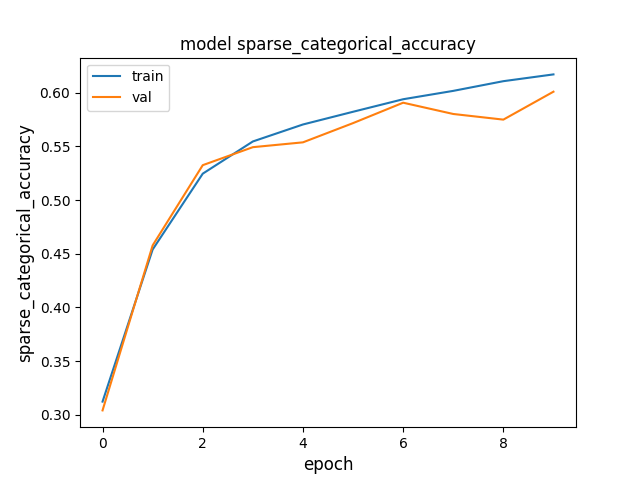 model sparse_categorical_accuracy
train
val
sparse_categorical_accuracy
0.60
0.55
0.50
0.45
0.40
0.35
0.30
0 2 4 6 8
epoch